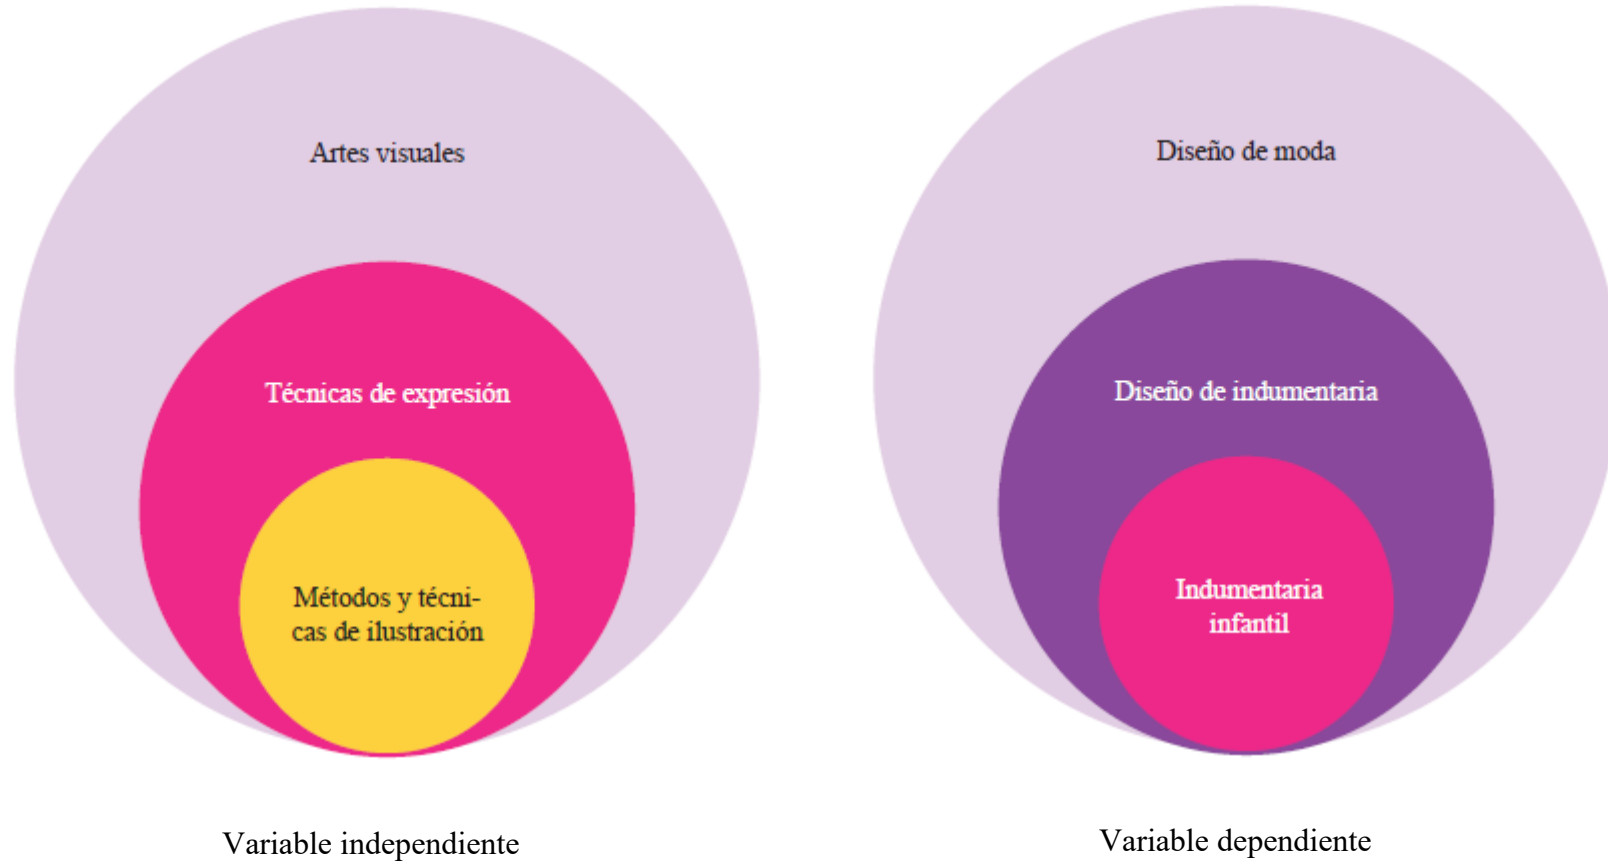 Artes visuales
Técnicas de expresión
Métodos y técni-
cas de ilustración
Variable independiente
Diseño de moda
Diseño de indumentaria
Indumentaria
infantil
Variable dependiente